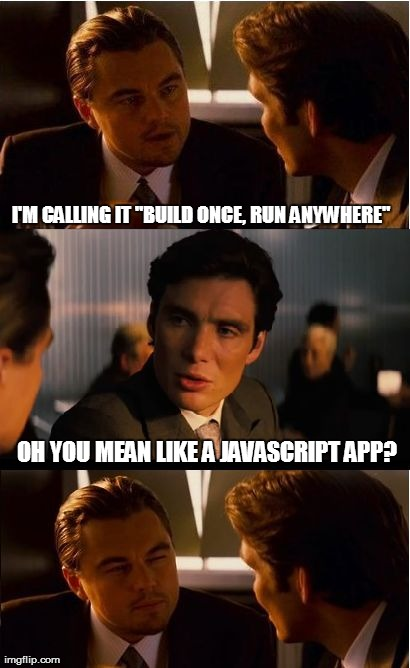 I'M CALLING IT "BUILD ONCE, RUN ANYWHERE"
OH YOU MEAN LIKE A JAVASCRIPT APP?
imgflip.com